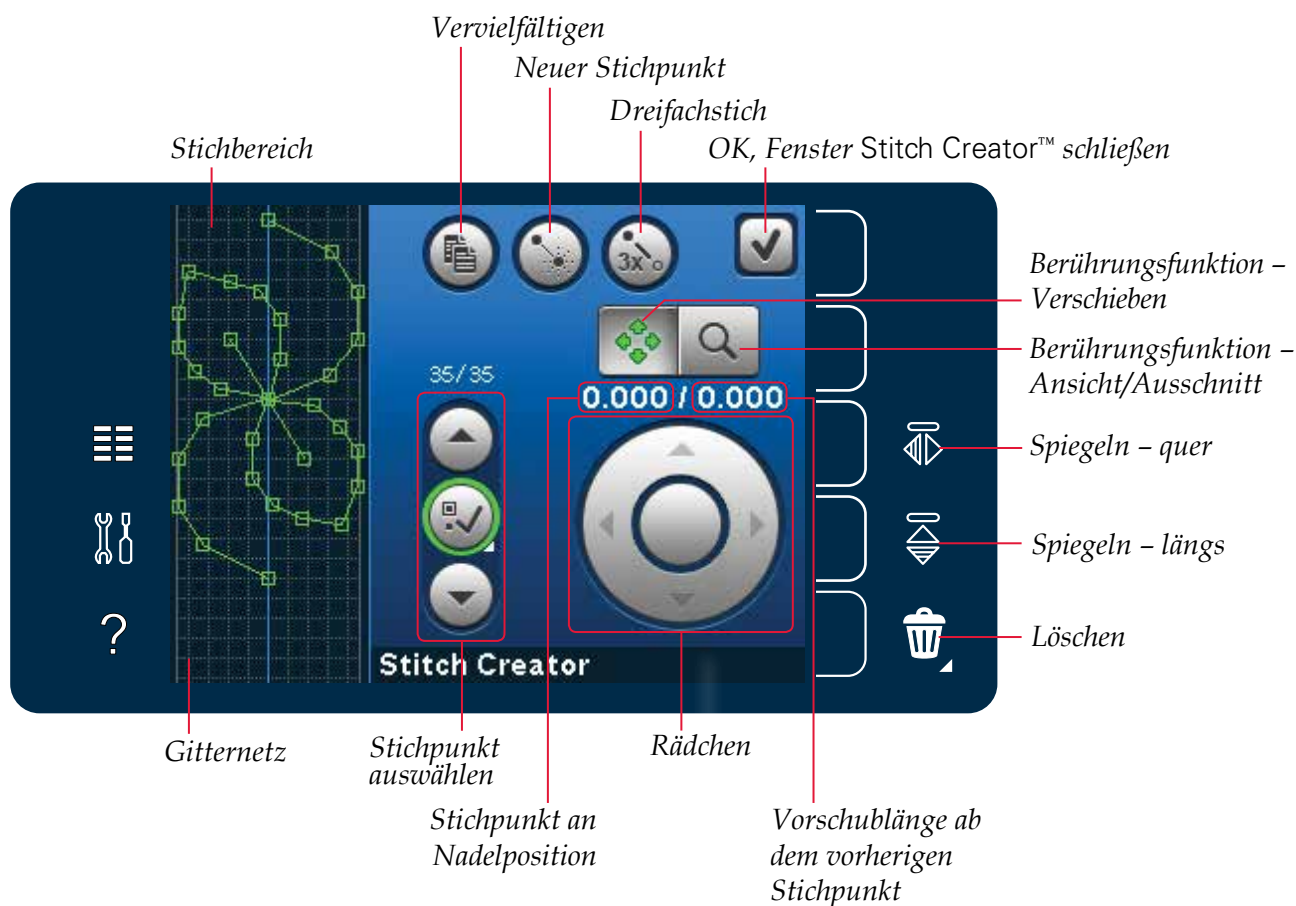 Vervielfältigen
Neuer Stichpunkt
Dreifachstich
Stichbereich
OK, Fenster Stitch Creator™ schließen
3x
Berührungsfunktion –
Verschieben
Berührungsfunktion –
Ansicht/Ausschnitt
35/35
0.000 / 0.000
Spiegeln – quer
Spiegeln – längs
?
Löschen
Stitch Creator
Gitternetz
Stichpunkt
auswählen
Rädchen
Stichpunkt an
Nadelposition
Vorschublänge ab
dem vorherigen
Stichpunkt